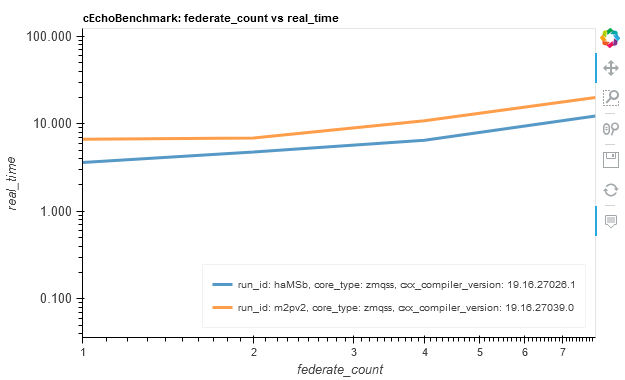 cEchoBenchmark: federate_count vs real_time
100.000
10.000
1.000
0.100
real_time
run_id: haMSb, core_type: zmqss, cxx_compiler_version: 19.16.27026.1
run_id: m2pv2, core_type: zmqss, cxx_compiler_version: 19.16.27039.0
1 2 3 4 5 6 7
federate_count